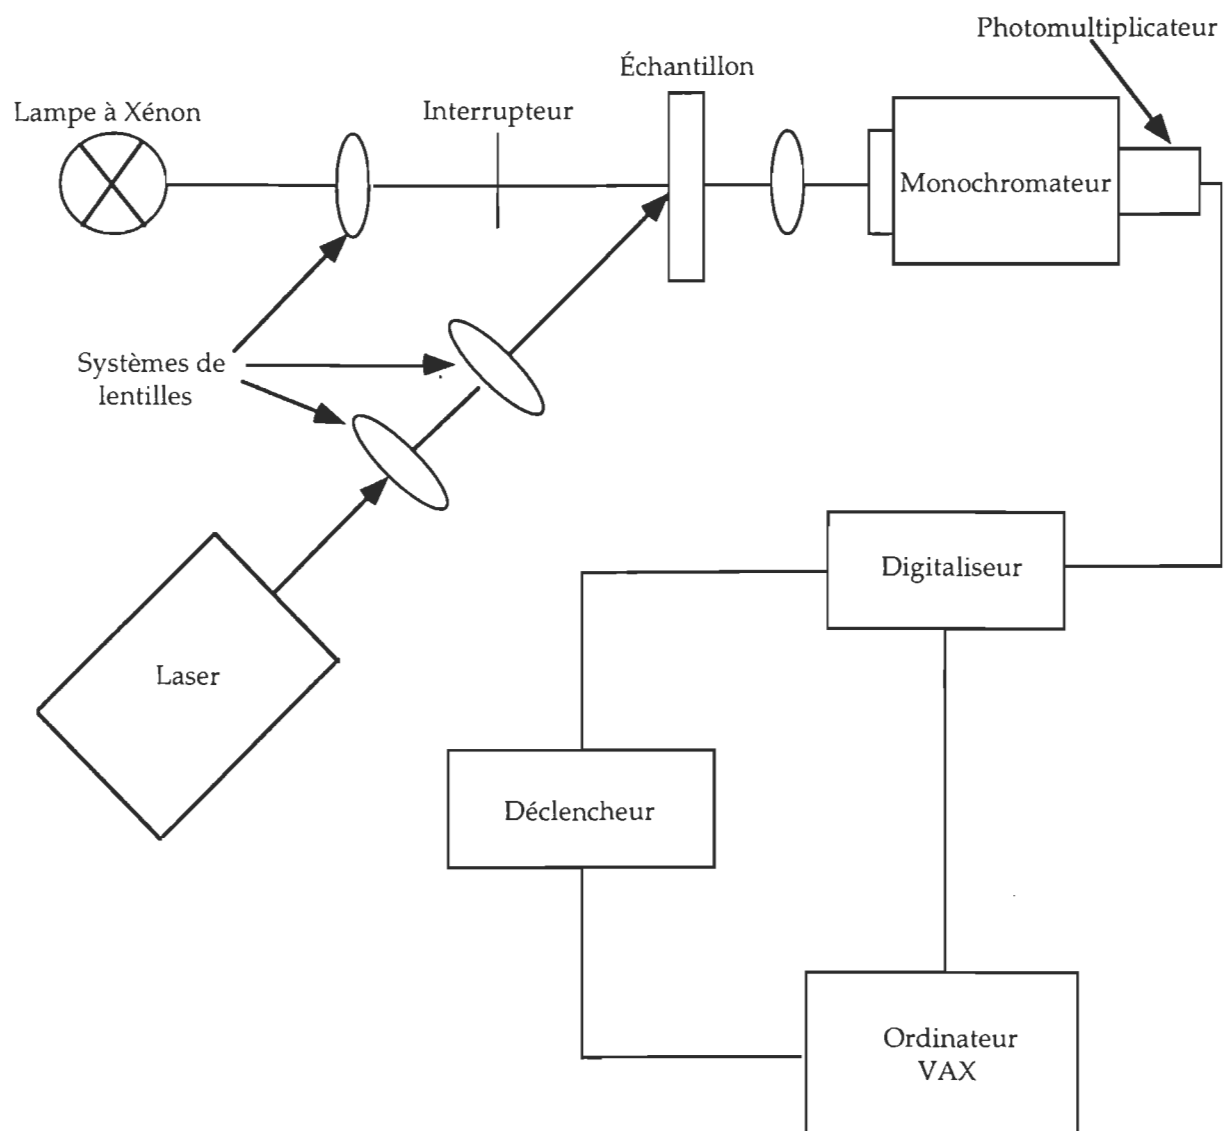 Photomultiplicateur
Échantillon
Lampe à Xénon
Interrupteur
Monochromateur
Systèmes de
lentilles
Digitaliseur
Laser
Déclencheur
Ordinateur
VAX